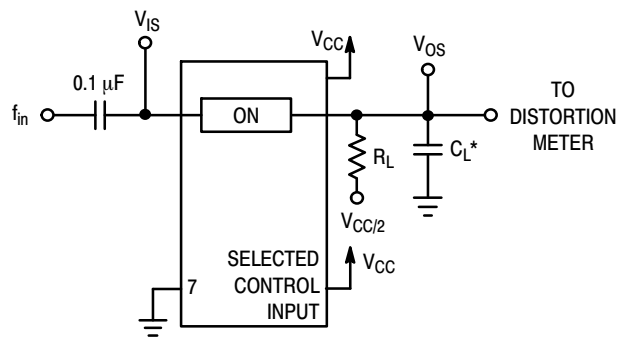 V_IS
V_CC
V_OS
0.1 μF
f_in
ON
TO
DISTORTION
METER
R_L
C_L*
V_CC/2
SELECTED
CONTROL
INPUT
V_CC
7